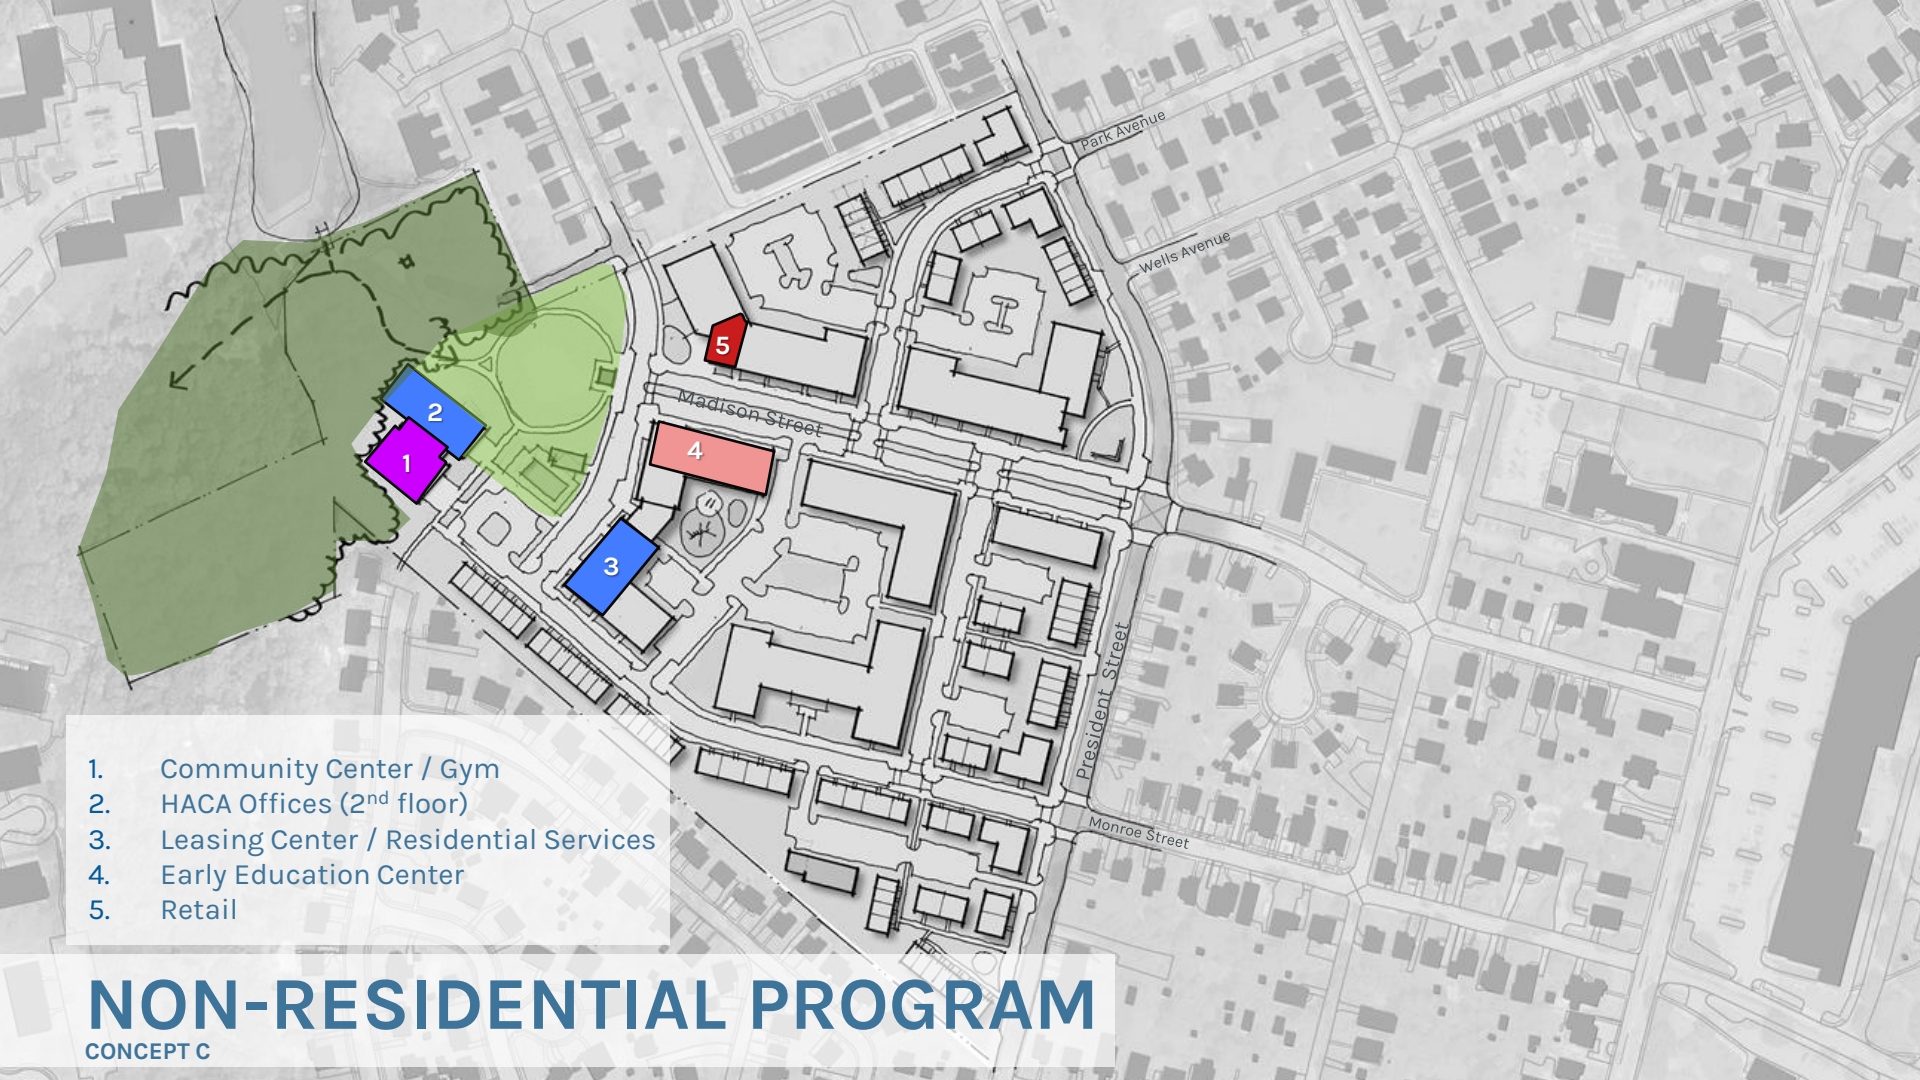 Park Avenue
Wells Avenue
5
2
Madison Street
4
1
3
President Street
Monroe Street
1. Community Center / Gym
2. HACA Offices (2nd floor)
3. Leasing Center / Residential Services
4. Early Education Center
5. Retail
NON-RESIDENTIAL PROGRAM
CONCEPT C